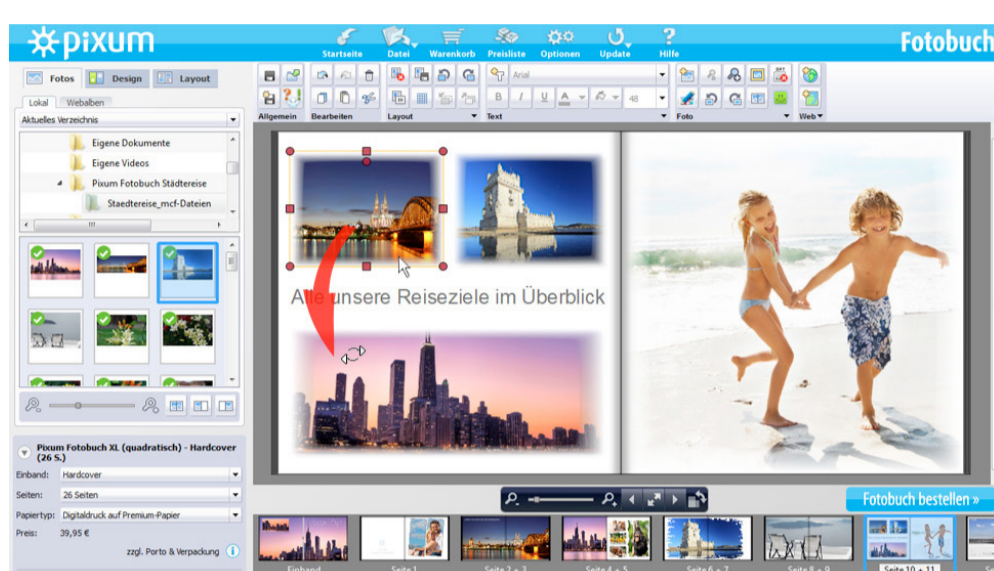 pixum
Startseite Datei Warenkorb Preisliste Optionen Update Hilfe
Fotobuch
Fotos Design Layout
Lokal Webalben
Aktuelles Verzeichnis
Eigene Dokumente
Eigene Videos
Pixum Fotobuch Städtereise
Staedtereise_mcf-Dateien
Arial
B I U A 48
Allgemein Bearbeiten Layout Text Foto Web
Alle unsere Reiseziele im Überblick
Pixum Fotobuch XL (quadratisch) - Hardcover
(26 S.)
Einband: Hardcover
Seiten: 26 Seiten
Papiertyp: Digitaldruck auf Premium-Papier
Preis: 39,95 €
zzgl. Porto & Verpackung
Fotobuch bestellen »
Einband Seite 1 Seite 2 + 3 Seite 4 + 5 Seite 6 + 7 Seite 8 + 9 Seite 10 + 11